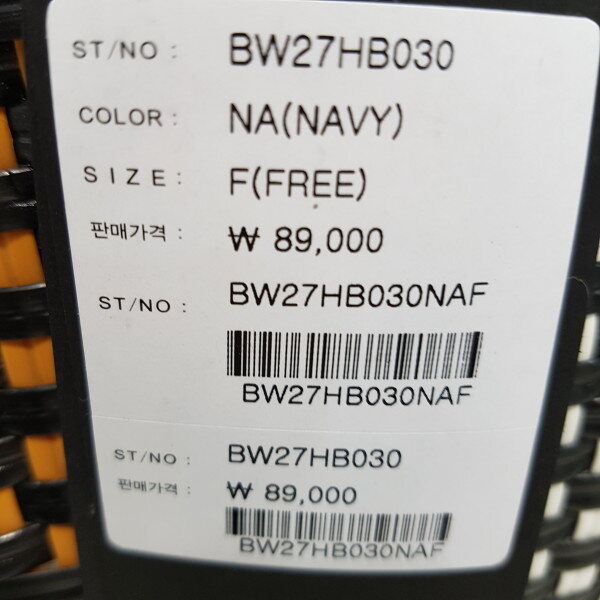 ST/NO : BW27HB030
COLOR : NA(NAVY)
SIZE : F(FREE)
판매가격 : ₩ 89,000
ST/NO : BW27HB030NAF
BW27HB030NAF
ST/NO : BW27HB030
판매가격 : ₩ 89,000
BW27HB030NAF